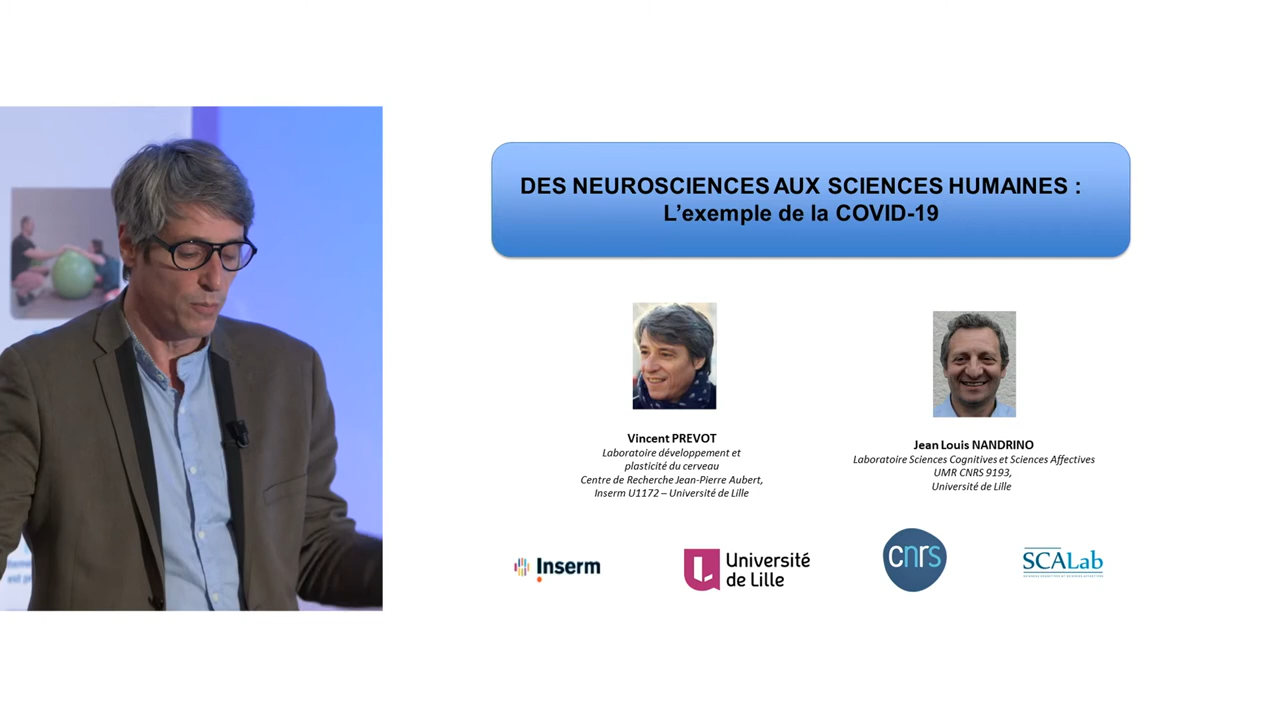 DES NEUROSCIENCES AUX SCIENCES HUMAINES :
L'exemple de la COVID-19
Vincent PREVOT
Laboratoire développement et
plasticité du cerveau
Centre de Recherche Jean-Pierre Aubert,
Inserm U1172 – Université de Lille
Jean Louis NANDRINO
Laboratoire Sciences Cognitives et Sciences Affectives
UMR CNRS 9193,
Université de Lille
Inserm
Université
de Lille
cnrs
SCALab